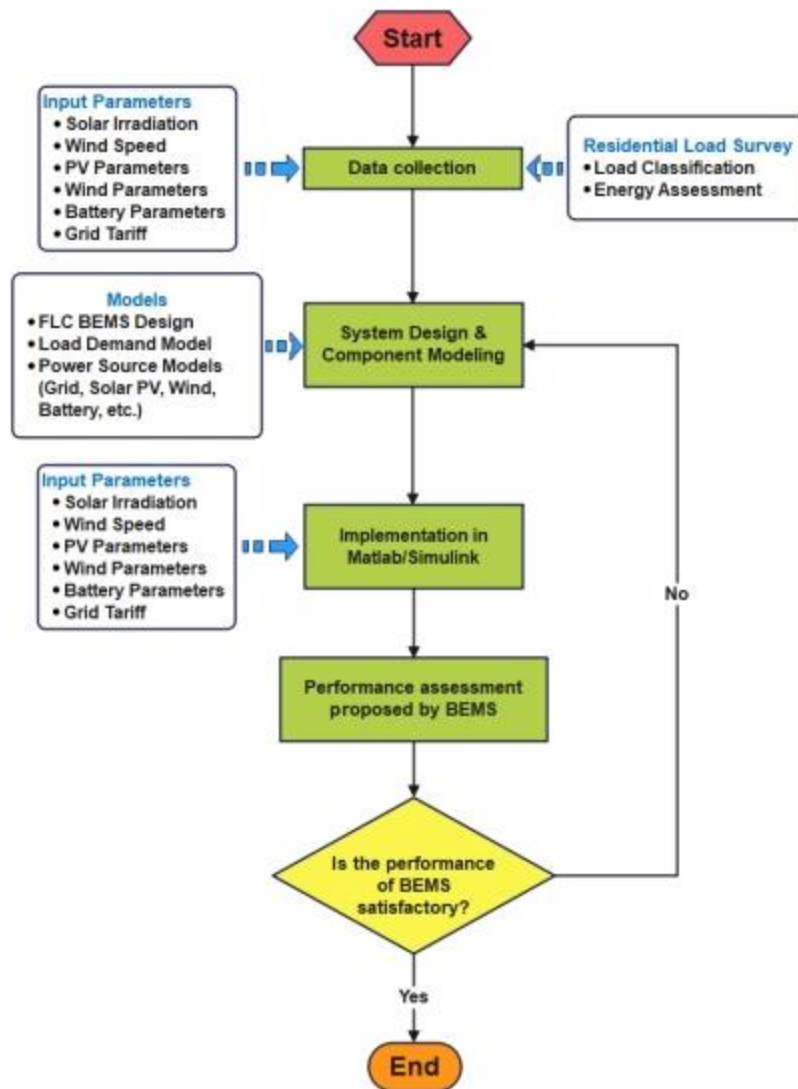 Start
Input Parameters
• Solar Irradiation
• Wind Speed
• PV Parameters
• Wind Parameters
• Battery Parameters
• Grid Tariff
Data collection
Residential Load Survey
• Load Classification
• Energy Assessment
Models
• FLC BEMS Design
• Load Demand Model
• Power Source Models
(Grid, Solar PV, Wind,
Battery, etc.)
System Design &
Component Modeling
Input Parameters
• Solar Irradiation
• Wind Speed
• PV Parameters
• Wind Parameters
• Battery Parameters
• Grid Tariff
Implementation in
Matlab/Simulink
No
Performance assessment
proposed by BEMS
Is the performance
of BEMS
satisfactory?
Yes
End